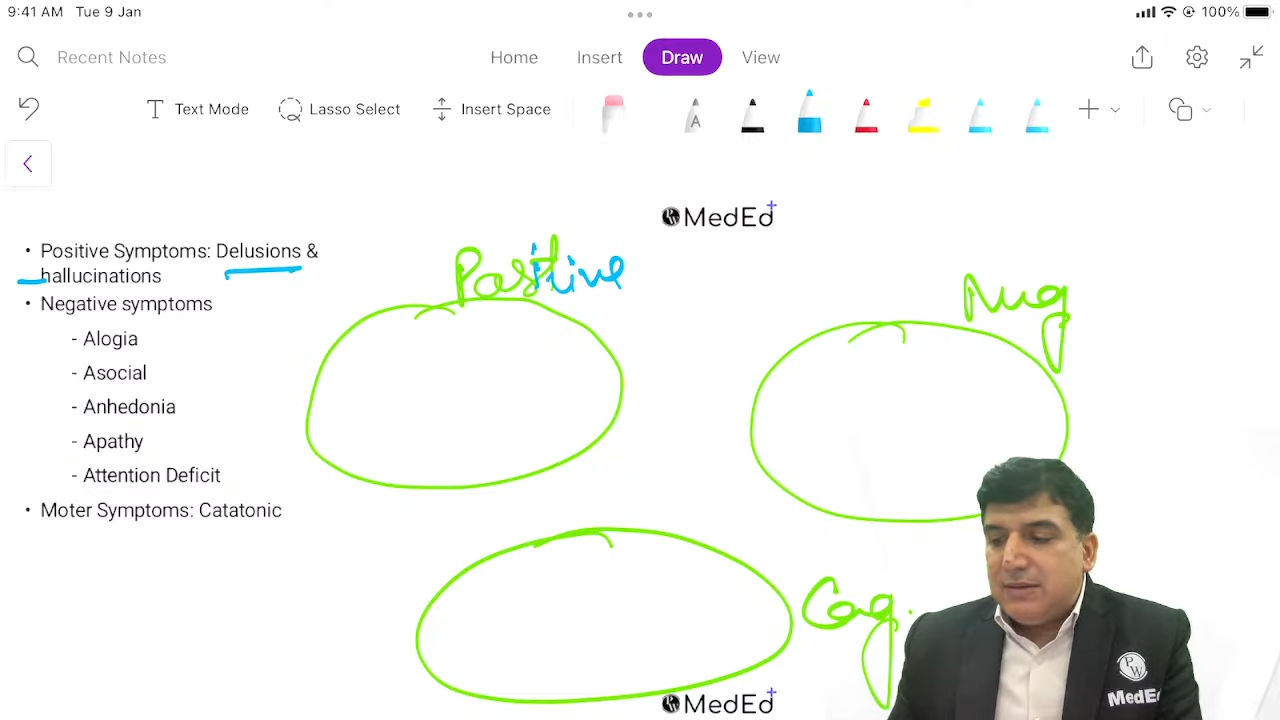 9:41 AM Tue 9 Jan
100%
Recent Notes
Home Insert Draw View
Text Mode Lasso Select Insert Space
A
MedEd+
• Positive Symptoms: Delusions &
hallucinations
• Negative symptoms
- Alogia
- Asocial
- Anhedonia
- Apathy
- Attention Deficit
• Moter Symptoms: Catatonic
Positive
Neg
Cog.
PW
MedEd
MedEd+